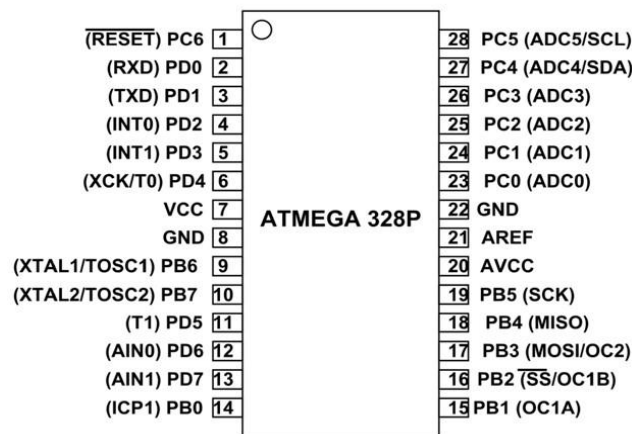 (RESET) PC6 1
(RXD) PD0 2
(TXD) PD1 3
(INT0) PD2 4
(INT1) PD3 5
(XCK/T0) PD4 6
VCC 7
GND 8
(XTAL1/TOSC1) PB6 9
(XTAL2/TOSC2) PB7 10
(T1) PD5 11
(AIN0) PD6 12
(AIN1) PD7 13
(ICP1) PB0 14
ATMEGA 328P
28 PC5 (ADC5/SCL)
27 PC4 (ADC4/SDA)
26 PC3 (ADC3)
25 PC2 (ADC2)
24 PC1 (ADC1)
23 PC0 (ADC0)
22 GND
21 AREF
20 AVCC
19 PB5 (SCK)
18 PB4 (MISO)
17 PB3 (MOSI/OC2)
16 PB2 (SS/OC1B)
15 PB1 (OC1A)